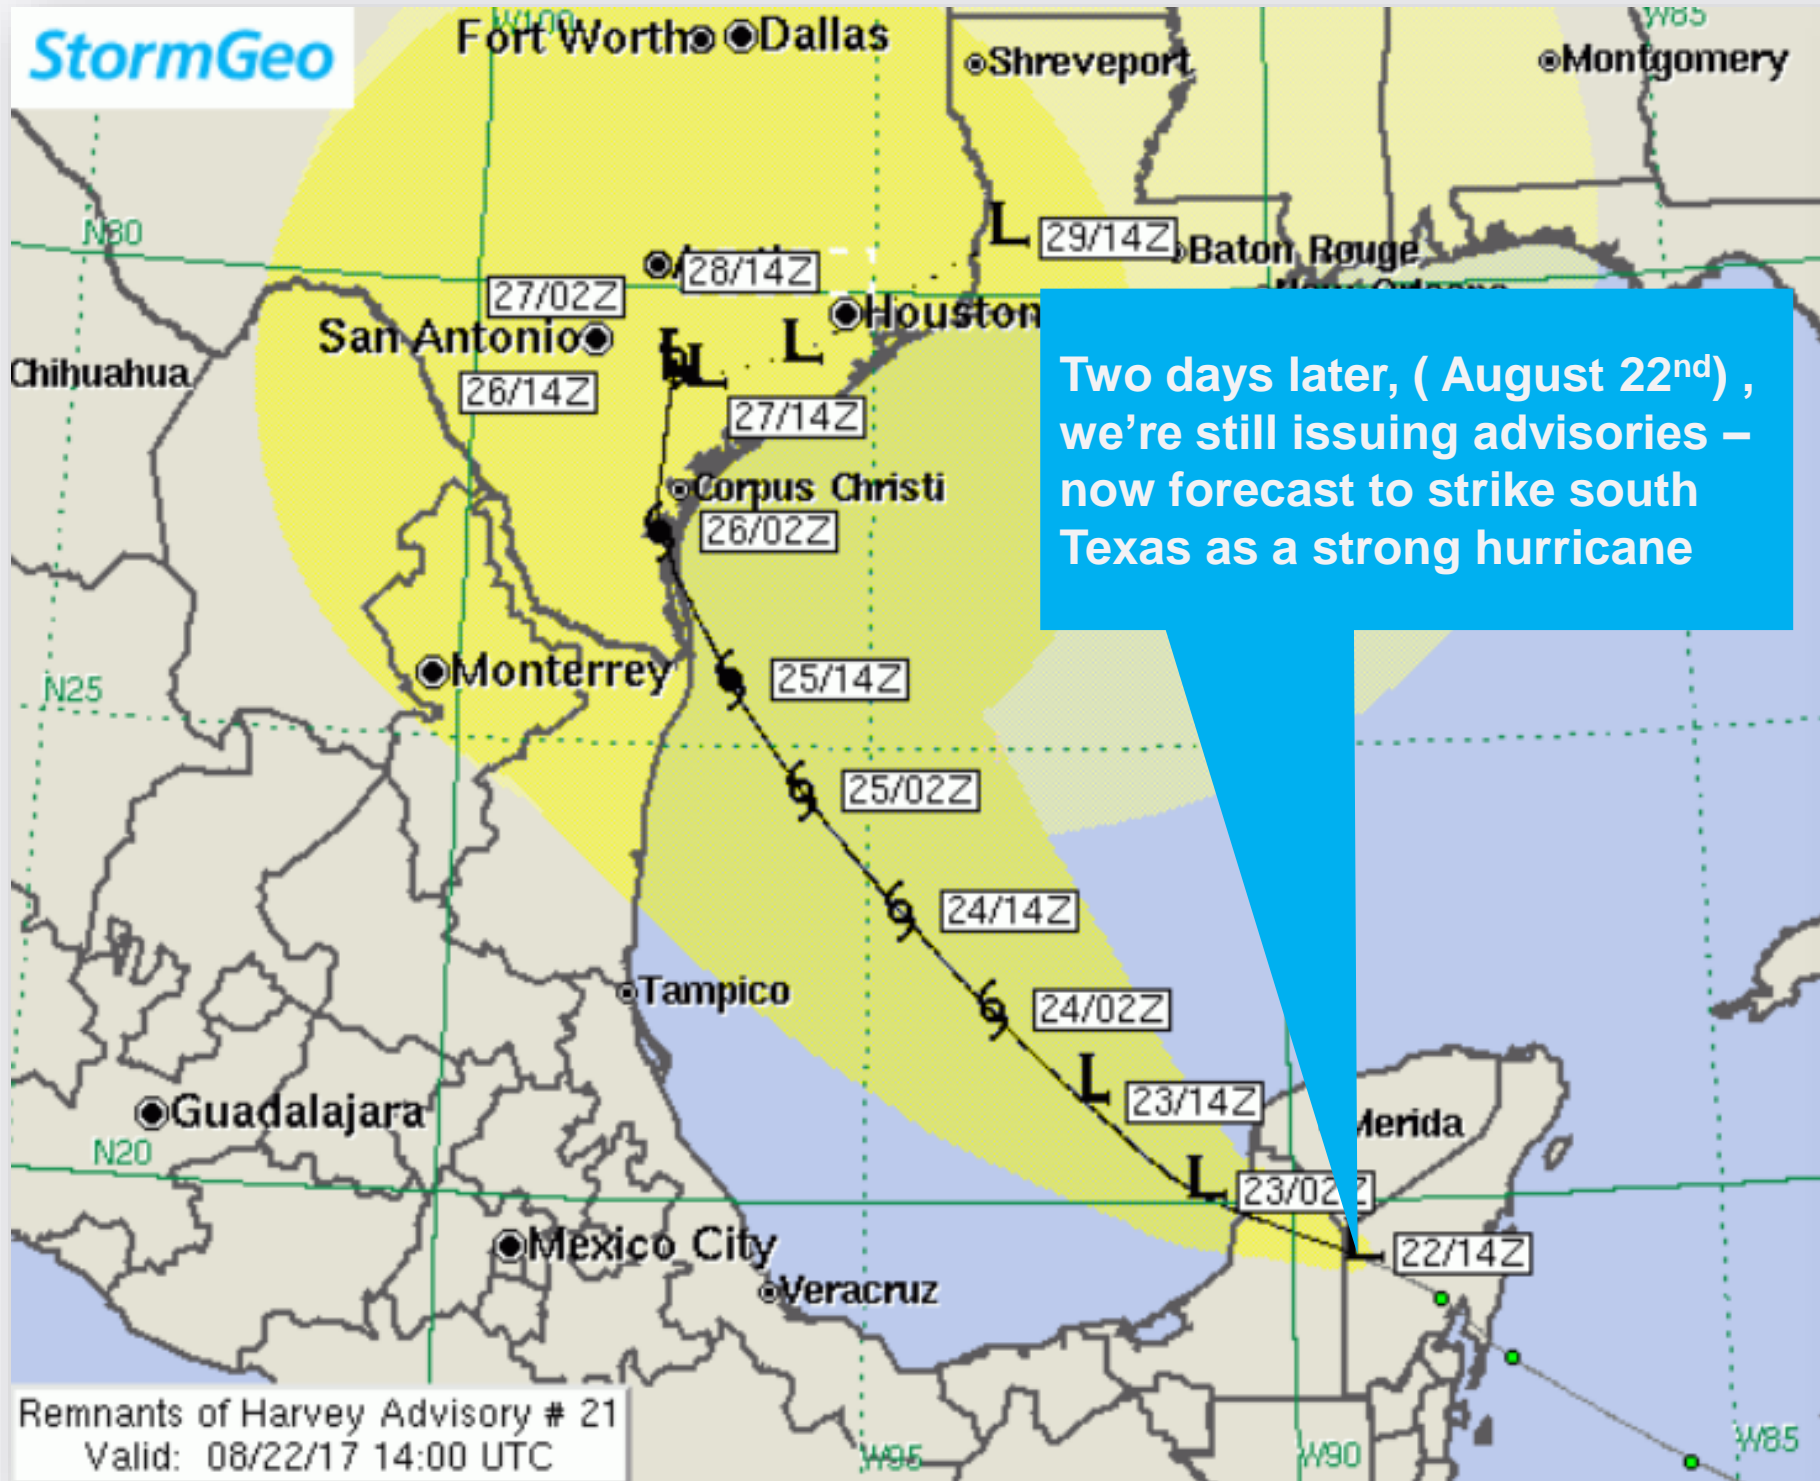 StormGeo
W100
W85
Fort Worth
Dallas
Shreveport
Montgomery
N30
29/14Z
Baton Rouge
28/14Z
27/02Z
Houston
San Antonio
Chihuahua
26/14Z
27/14Z
Two days later, ( August 22nd) ,
we’re still issuing advisories –
now forecast to strike south
Texas as a strong hurricane
Corpus Christi
26/02Z
Monterrey
25/14Z
N25
25/02Z
24/14Z
Tampico
24/02Z
23/14Z
Guadalajara
Merida
N20
23/02Z
Mexico City
22/14Z
Veracruz
Remnants of Harvey Advisory # 21
Valid: 08/22/17 14:00 UTC
W95
W90
W85